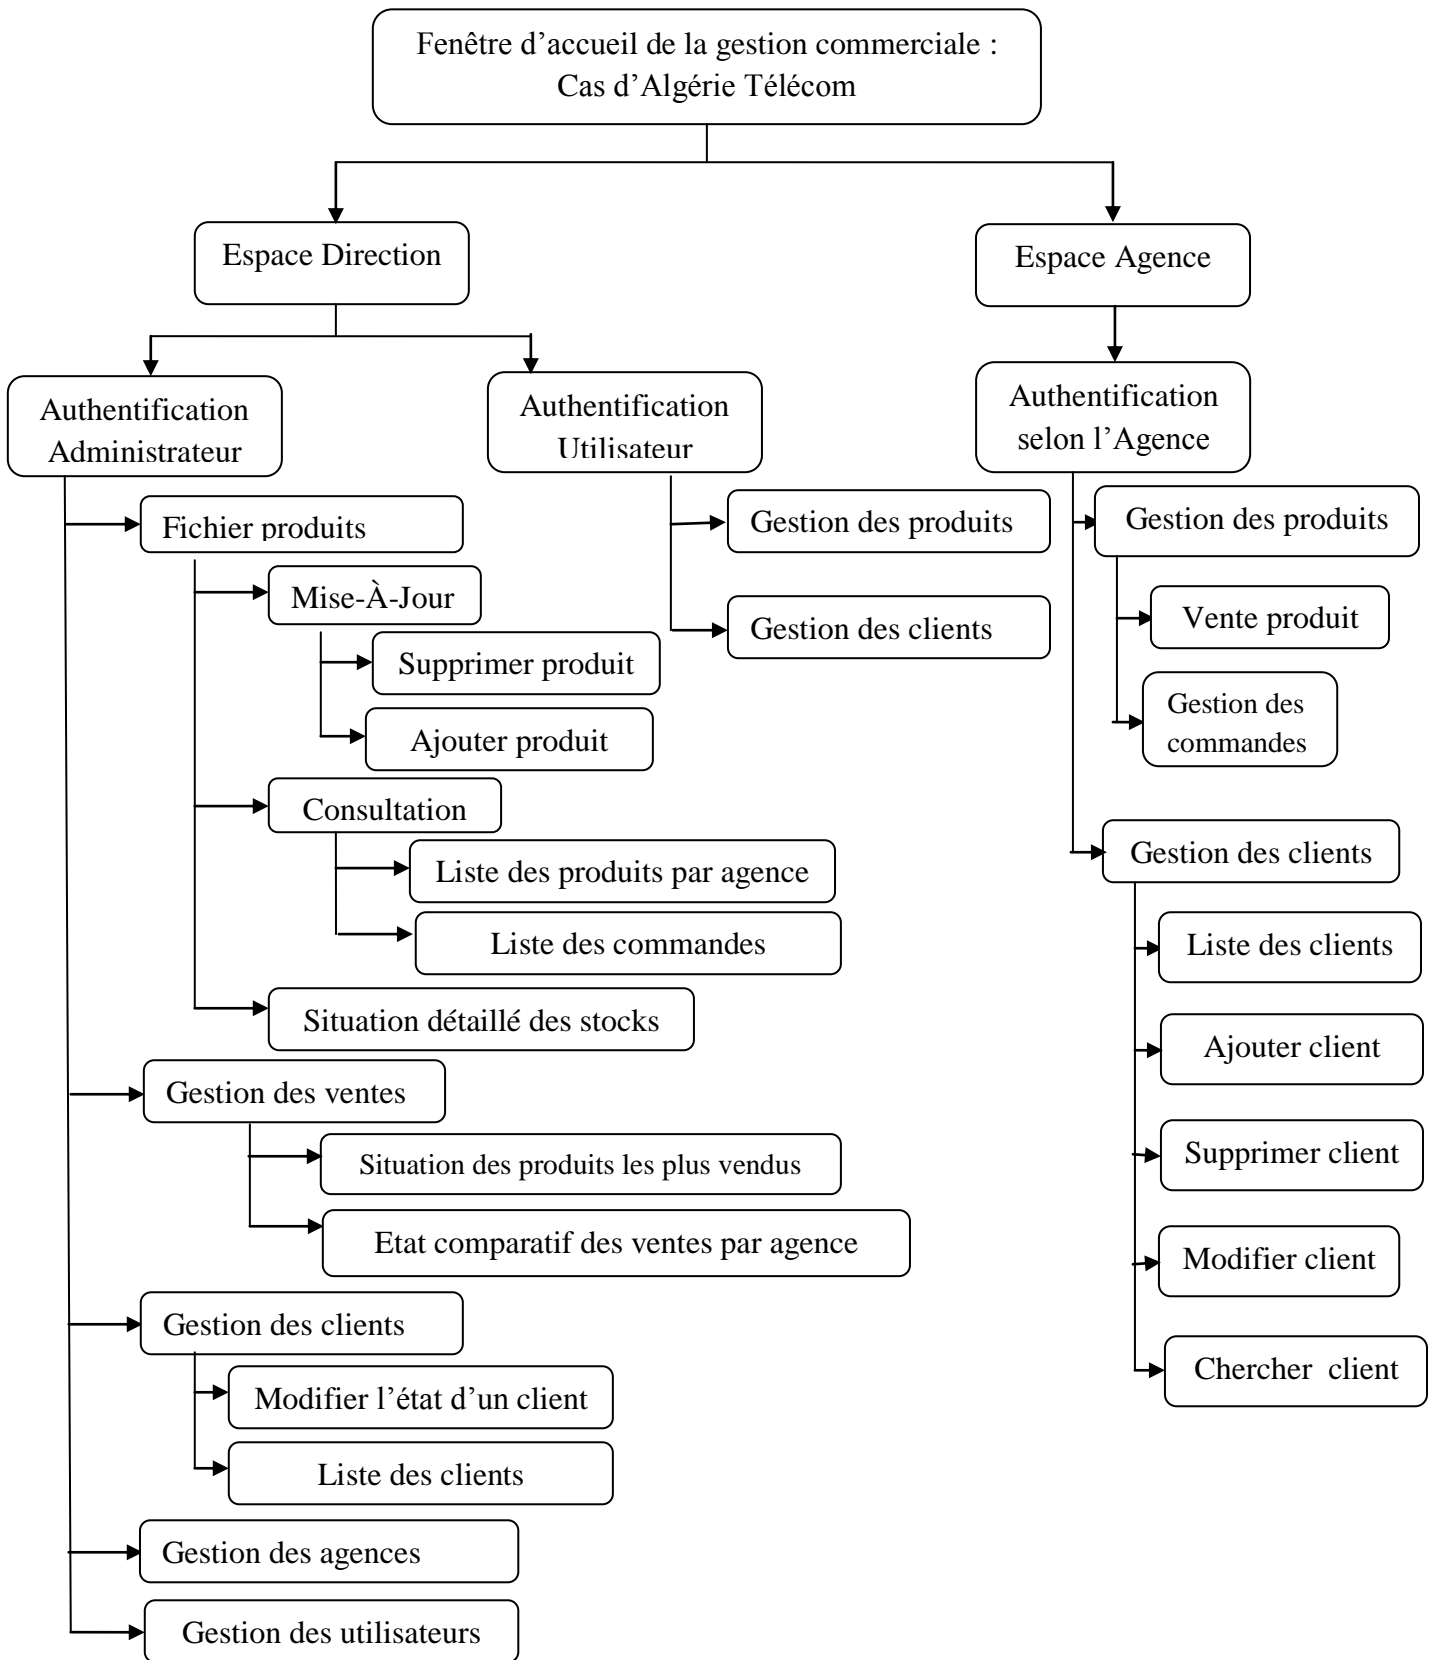 Fenêtre d’accueil de la gestion commerciale :
Cas d’Algérie Télécom
Espace Direction
Espace Agence
Authentification
Administrateur
Authentification
Utilisateur
Authentification
selon l’Agence
Fichier produits
Mise-À-Jour
Supprimer produit
Ajouter produit
Consultation
Liste des produits par agence
Liste des commandes
Situation détaillé des stocks
Gestion des ventes
Situation des produits les plus vendus
Etat comparatif des ventes par agence
Gestion des clients
Modifier l’état d’un client
Liste des clients
Gestion des agences
Gestion des utilisateurs
Gestion des produits
Gestion des clients
Gestion des produits
Vente produit
Gestion des
commandes
Gestion des clients
Liste des clients
Ajouter client
Supprimer client
Modifier client
Chercher  client